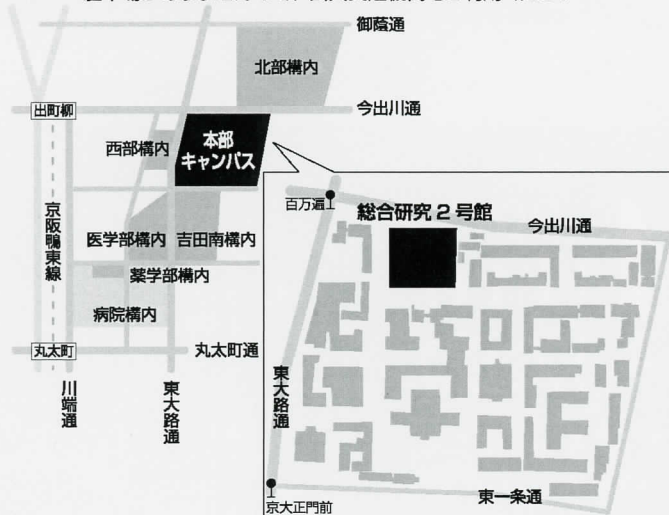 御蔭通
北部構内
出町柳
今出川通
西部構内
本部
キャンパス
百万遍
総合研究２号館
今出川通
京阪鴨東線
医学部構内
吉田南構内
薬学部構内
病院構内
丸太町
丸太町通
川端通
東大路通
東大路通
京大正門前
東一条通